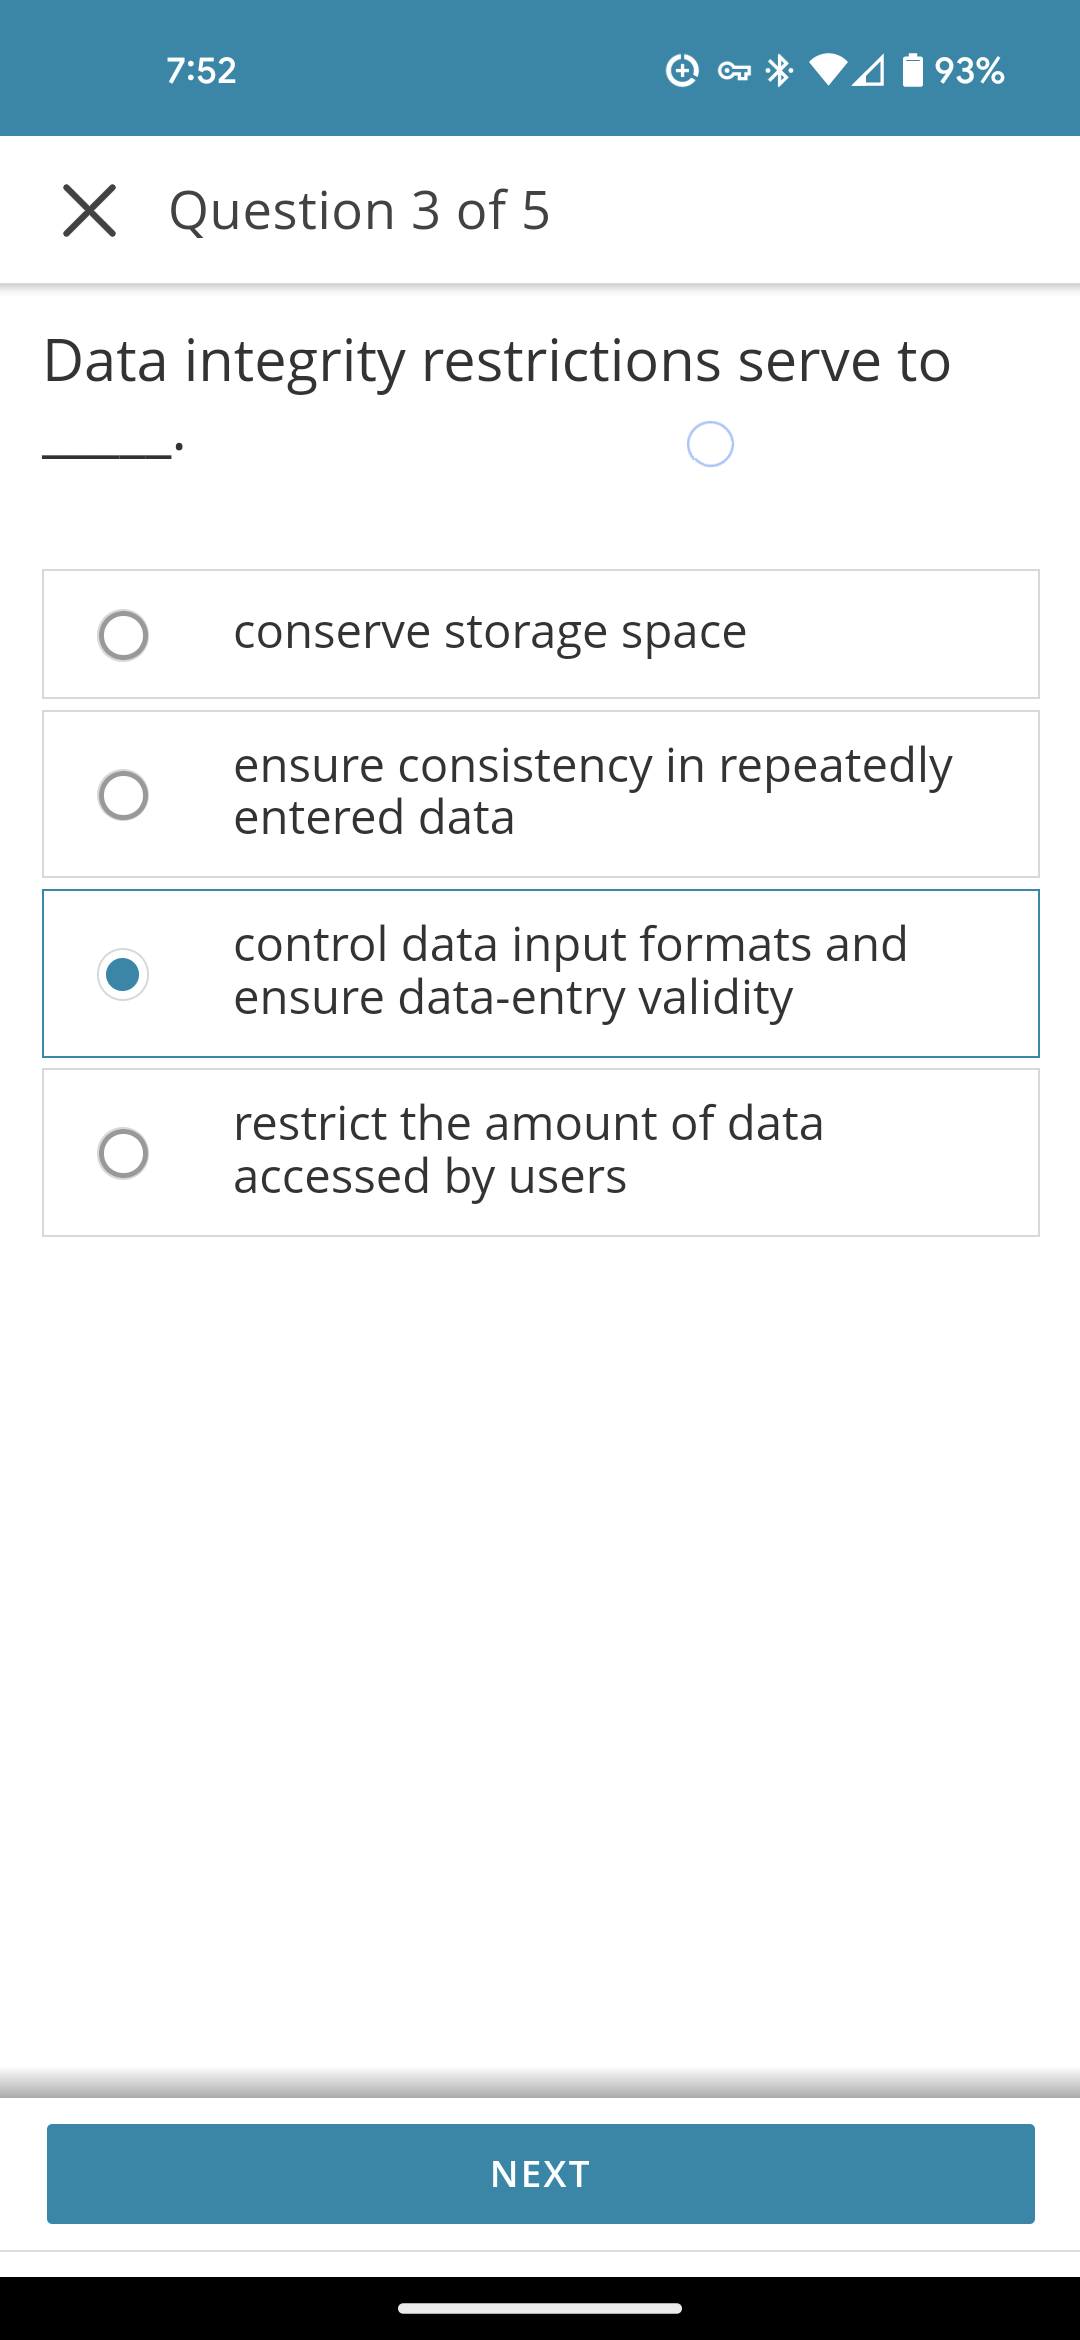 7:52
93%
Question 3 of 5
Data integrity restrictions serve to
_____.
conserve storage space
ensure consistency in repeatedly
entered data
control data input formats and
ensure data-entry validity
restrict the amount of data
accessed by users
NEXT